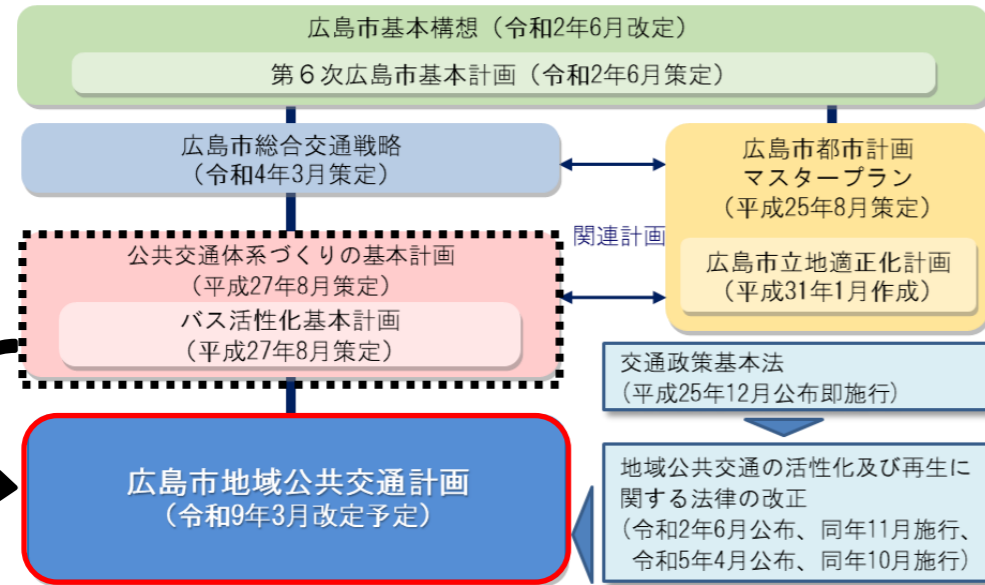 広島市基本構想（令和2年6月改定）
第６次広島市基本計画（令和2年6月策定）
広島市総合交通戦略
（令和4年3月策定）
広島市都市計画
マスタープラン
（平成25年8月策定）
広島市立地適正化計画
（平成31年1月作成）
関連計画
公共交通体系づくりの基本計画
（平成27年8月策定）
バス活性化基本計画
（平成27年8月策定）
交通政策基本法
（平成25年12月公布即施行）
広島市地域公共交通計画
（令和9年3月改定予定）
地域公共交通の活性化及び再生に
関する法律の改正
（令和2年6月公布、同年11月施行、
令和5年4月公布、同年10月施行）